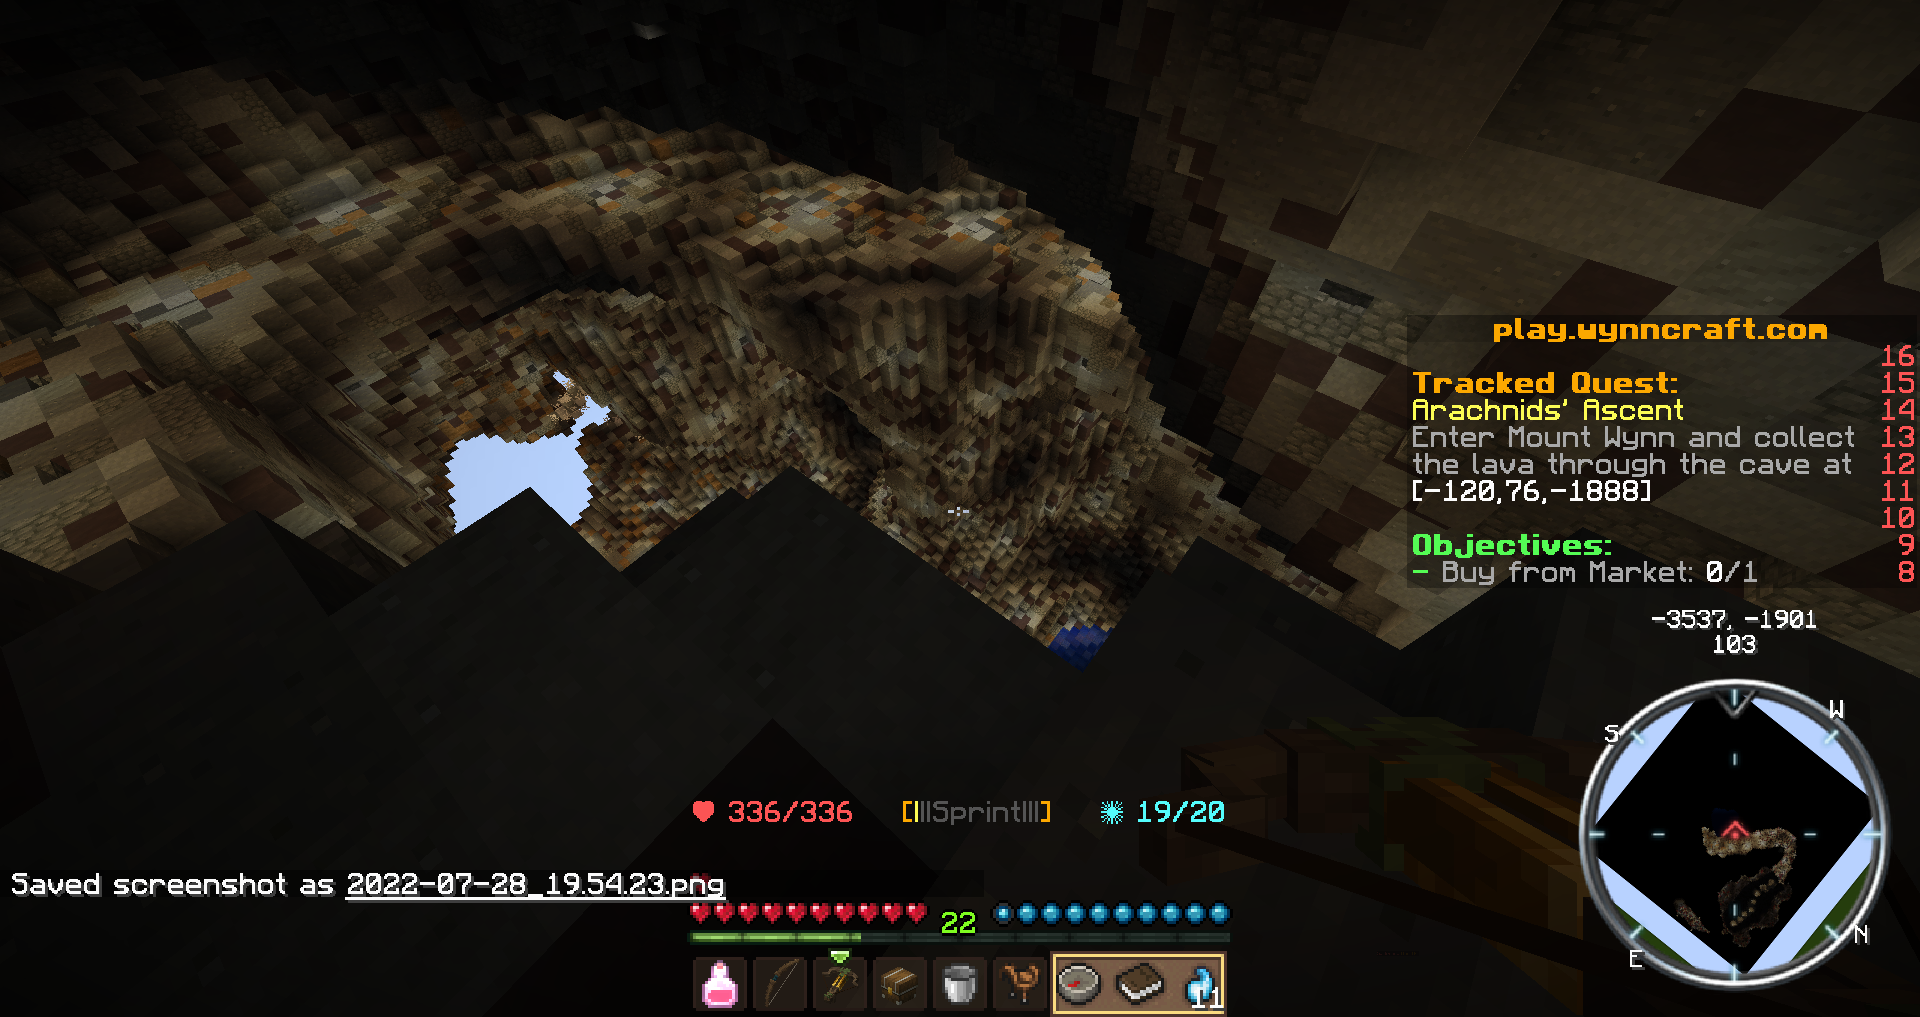 play.wynncraft.com
16
Tracked Quest: 15
Arachnids' Ascent 14
Enter Mount Wynn and collect 13
the lava through the cave at 12
[-120,76,-1888] 11
10
Objectives: 9
- Buy from Market: 0/1 8
-3537, -1901
103
S W
E N
336/336 [|||Sprint|||] 19/20
Saved screenshot as 2022-07-28_19.54.23.png
22
11